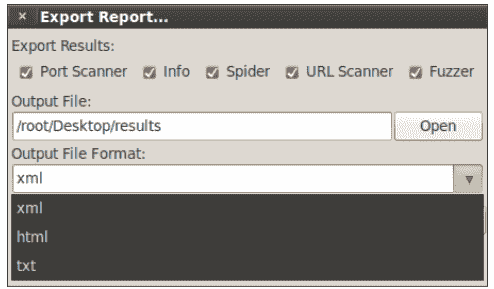 × Export Report...
Export Results:
Port Scanner Info Spider URL Scanner Fuzzer
Output File:
/root/Desktop/results Open
Output File Format:
xml
xml
html
txt